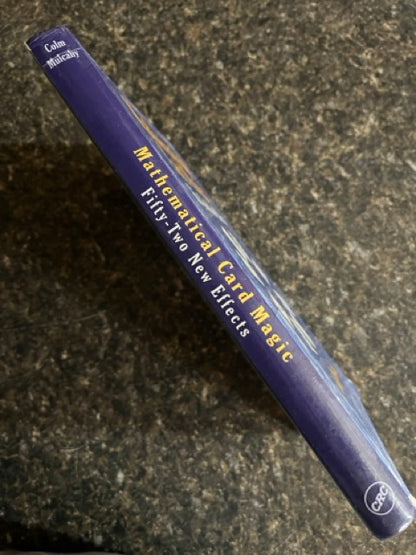 Colm
Mulcahy
Mathematical Card Magic
Fifty-Two New Effects
CRC